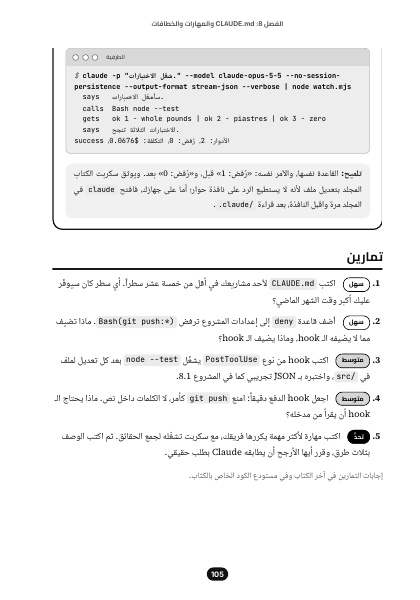 الفصل 8: CLAUDE.md والمهارات والخطافات
الطرفية
$ claude -p "شغّل الاختبارات." --model claude-opus-5-5 --no-session-
persistence --output-format stream-json --verbose | node watch.mjs
says سأشغّل الاختبارات.
calls Bash node --test
gets ok 1 - whole pounds | ok 2 - piastres | ok 3 - zero
says الاختبارات الثلاثة تنجح.
success الأدوار: 2، رُفض: 0، التكلفة: $0.0676
تلميح: القاعدة نفسها، والأمر نفسه: «رُفض: 1» قبل، و«رُفض: 0» بعد. ويوثق سكربت الكتاب
المجلد بتعديل ملف لأنه لا يستطيع الرد على نافذة حوار؛ أما على جهازك، فافتح claude في
المجلد مرة واقبل النافذة، بعد قراءة .claude/.
تمارين
1. سهل اكتب CLAUDE.md لأحد مشاريعك في أقل من خمسة عشر سطراً. أي سطر كان سيوفّر
عليك أكبر وقت الشهر الماضي؟
2. سهل أضف قاعدة deny إلى إعدادات المشروع ترفض Bash(git push:*). ماذا تضيف
مما لا يضيفه الـ hook، وماذا يضيف الـ hook؟
3. متوسط اكتب hook من نوع PostToolUse يشغّل node --test بعد كل تعديل لملف
في src/، واختبره بـ JSON تجريبي كما في المشروع 8.1.
4. متوسط اجعل hook الدفع دقيقاً: امنع git push كأمر، لا الكلمات داخل نص. ماذا يحتاج الـ
hook أن يقرأ من مدخله؟
5. تحدٍّ اكتب مهارة لأكثر مهمة يكررها فريقك، مع سكربت تشغّله لجمع الحقائق. ثم اكتب الوصف
بثلاث طرق، وقرر أيها الأرجح أن يطابقه Claude بطلب حقيقي.
إجابات التمارين في آخر الكتاب وفي مستودع الكود الخاص بالكتاب.
105